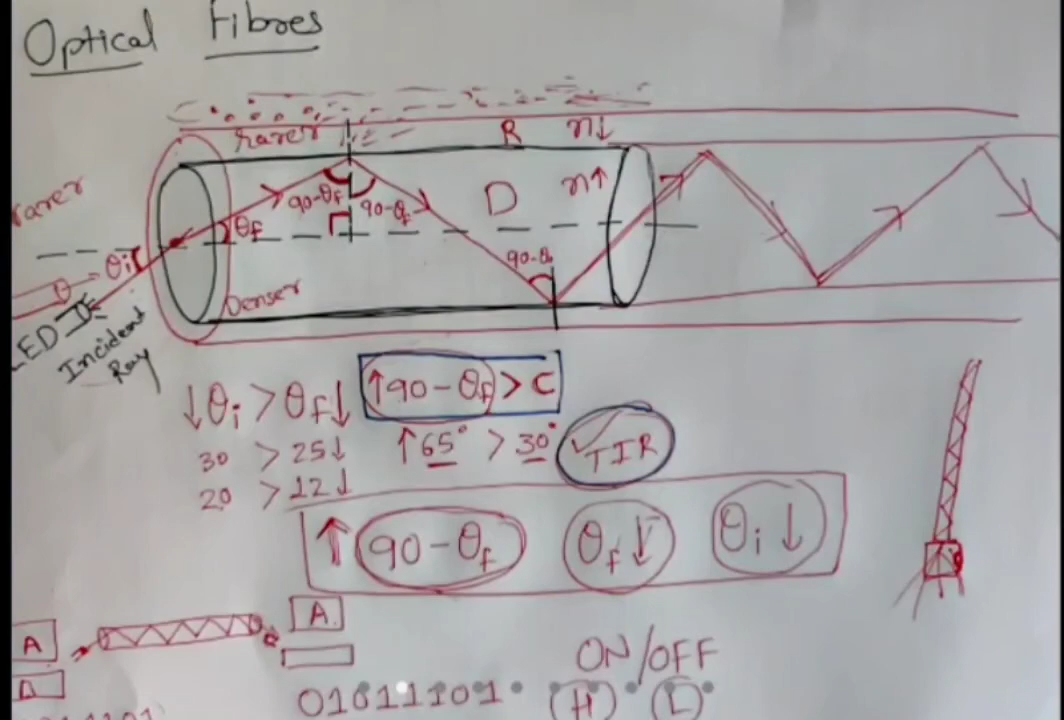 Optical Fibres
rarer R n↓
rarer
90-θf 90-θf D n↑
θf
θi
θ
90-θ
Denser
LED
Incident
Ray
↓θi > θf↓ ↑90-θf > C
30 > 25↓ ↑65° > 30° ✓TIR
20 > 12↓
↑ 90-θf θf↓ θi↓
A A.
ON/OFF
01011101 H L